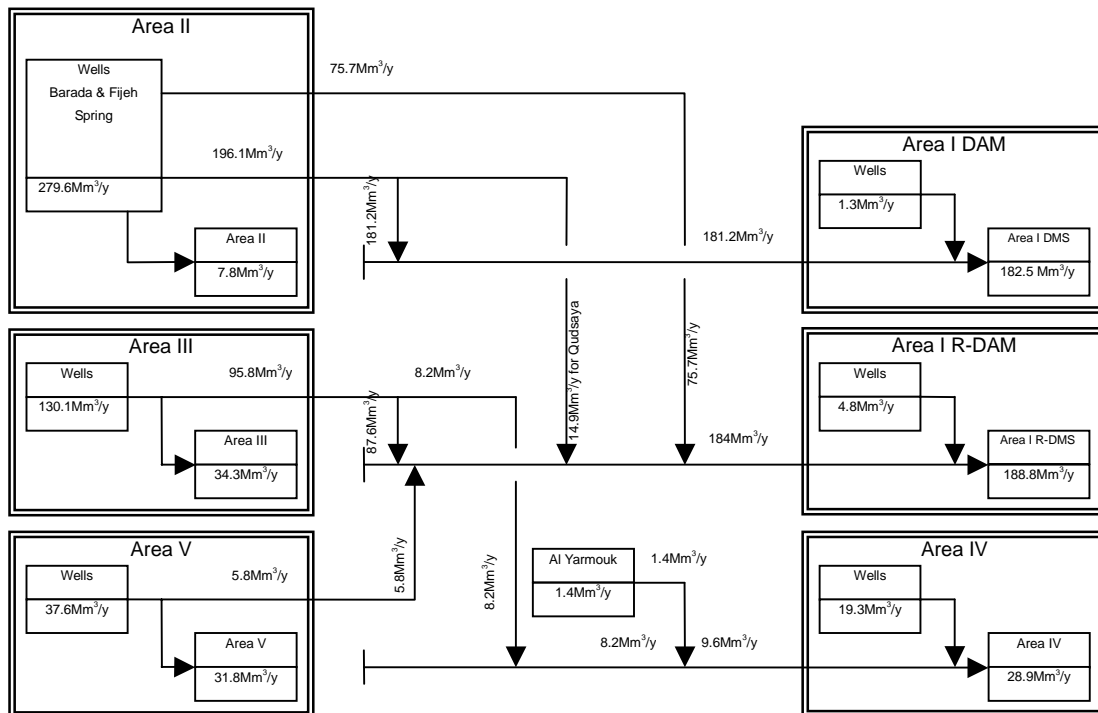 Area II
Wells
Barada & Fijeh
Spring
279.6Mm³/y
Area II
7.8Mm³/y
75.7Mm³/y
196.1Mm³/y
181.2Mm³/y
181.2Mm³/y
14.9Mm³/y for Qudsaya
75.7Mm³/y
Area I DAM
Wells
1.3Mm³/y
Area I DMS
182.5 Mm³/y
Area III
Wells
130.1Mm³/y
Area III
34.3Mm³/y
95.8Mm³/y
8.2Mm³/y
87.6Mm³/y
184Mm³/y
Area I R-DAM
Wells
4.8Mm³/y
Area I R-DMS
188.8Mm³/y
Area V
Wells
37.6Mm³/y
Area V
31.8Mm³/y
5.8Mm³/y
5.8Mm³/y
8.2Mm³/y
Al Yarmouk
1.4Mm³/y
1.4Mm³/y
8.2Mm³/y
9.6Mm³/y
Area IV
Wells
19.3Mm³/y
Area IV
28.9Mm³/y